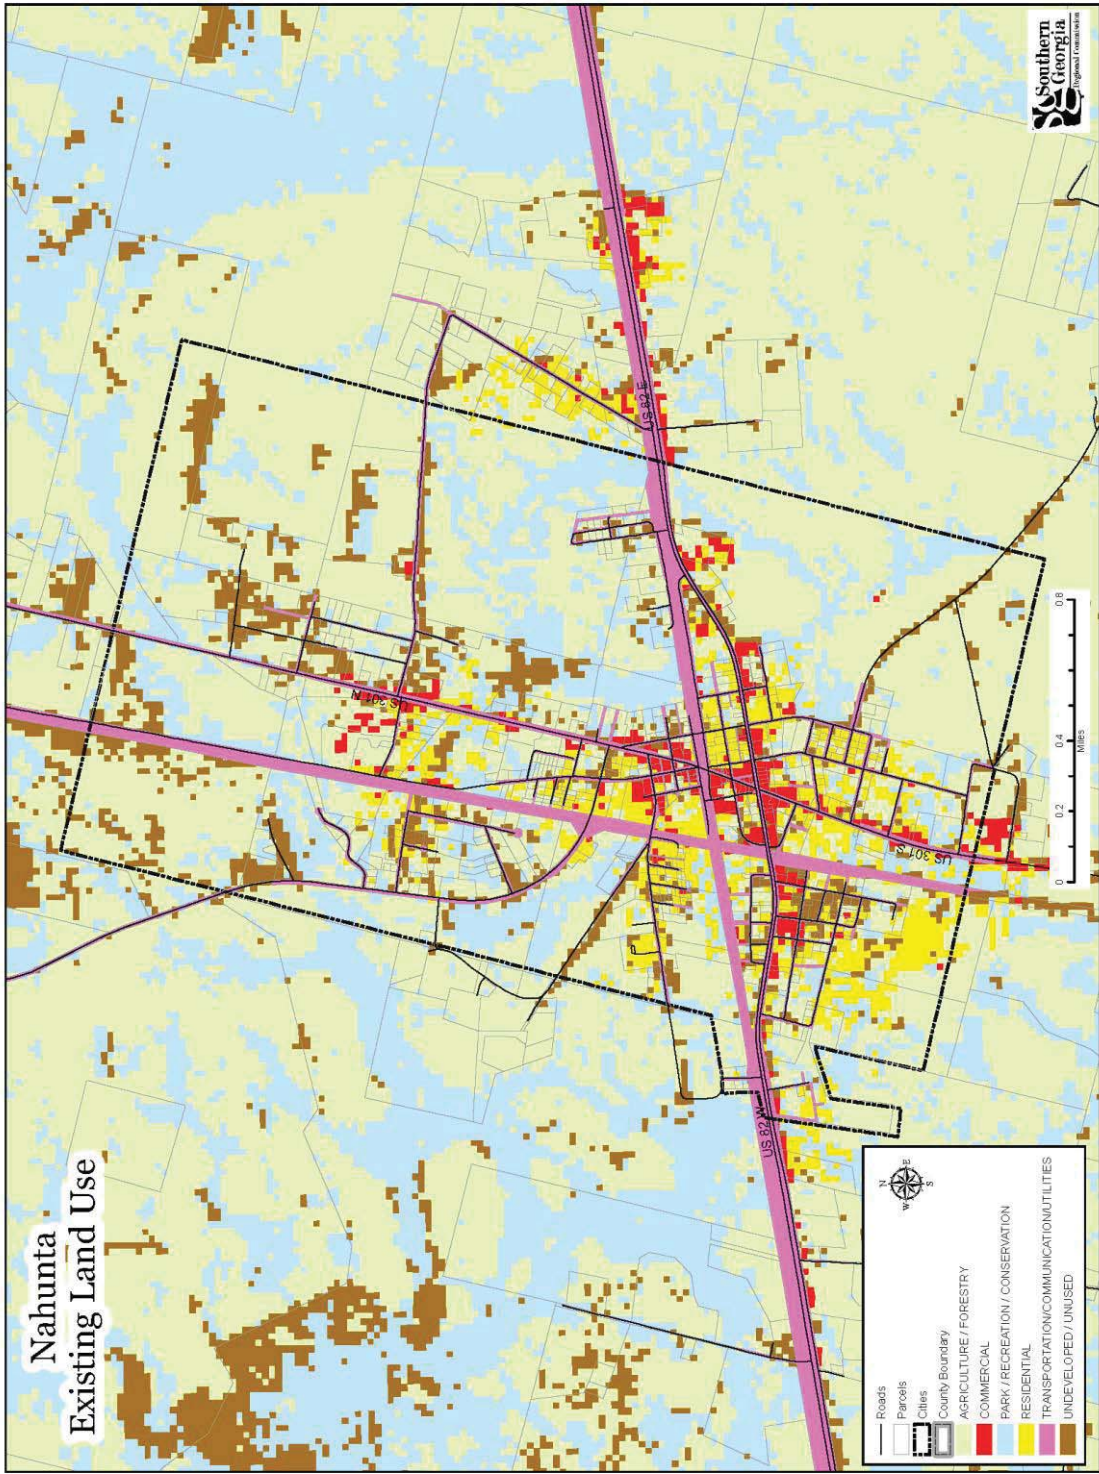 Nahunta
Existing Land Use
Southern
Georgia
Regional Commission
US 301 N
US 82 E
US 82 W
US 301 S
0 0.2 0.4 0.8
Miles
N
W E
S
Roads
Parcels
Cities
County Boundary
AGRICULTURE / FORESTRY
COMMERCIAL
PARK / RECREATION / CONSERVATION
RESIDENTIAL
TRANSPORTATION/COMMUNICATION/UTILITIES
UNDEVELOPED / UNUSED